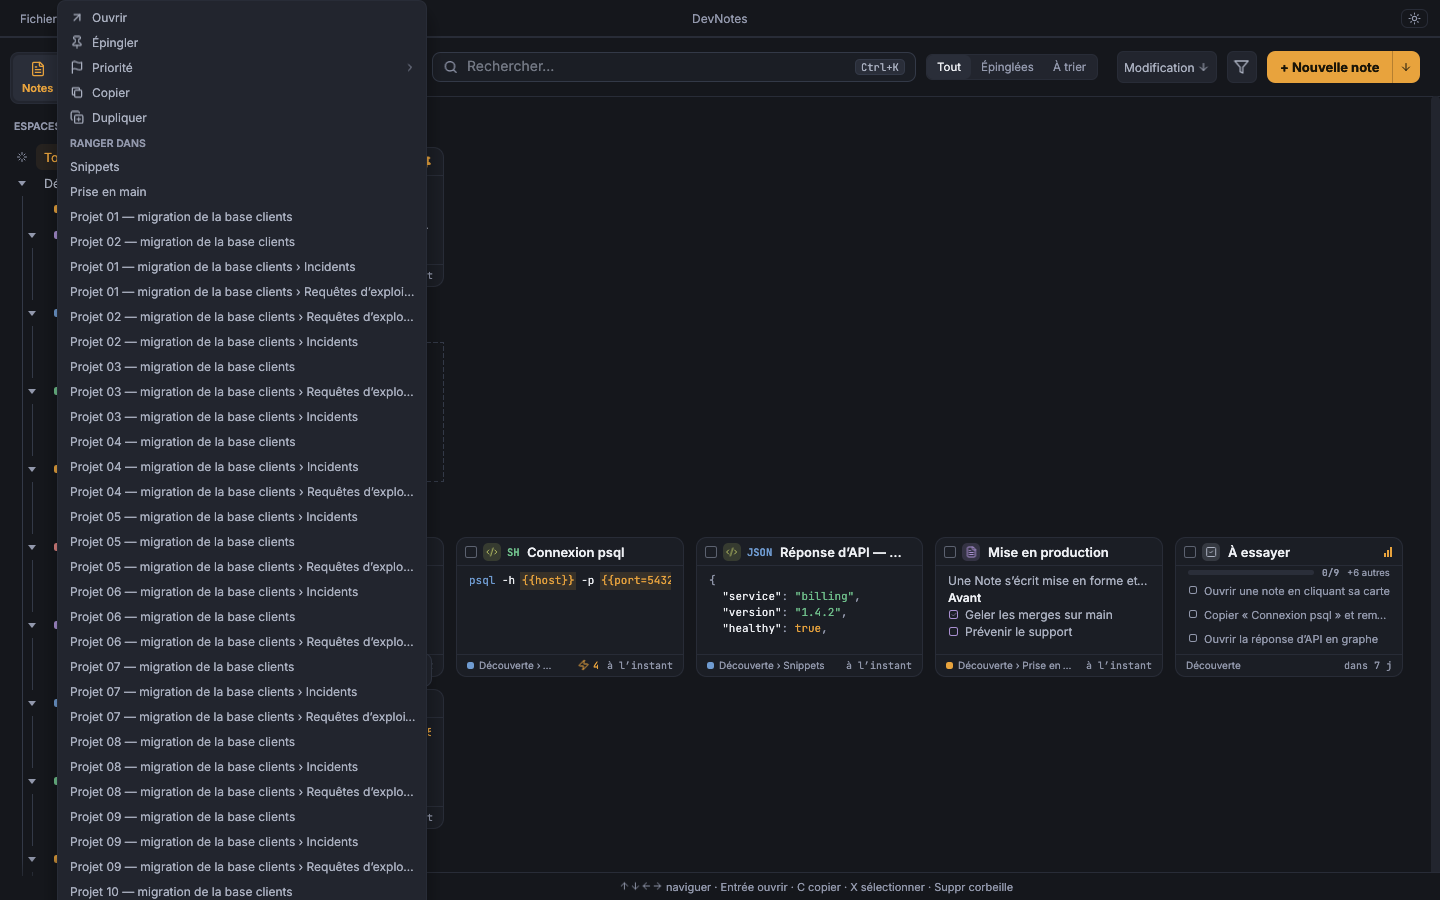 Fichier
DevNotes
Notes
Rechercher...
Ctrl+K
Tout
Épinglées
À trier
Modification ↓
+ Nouvelle note
↓
ESPACES
Ouvrir
Épingler
Priorité
Copier
Dupliquer
RANGER DANS
Snippets
Prise en main
Projet 01 — migration de la base clients
Projet 02 — migration de la base clients
Projet 01 — migration de la base clients › Incidents
Projet 01 — migration de la base clients › Requêtes d’exploi...
Projet 02 — migration de la base clients › Requêtes d’explo...
Projet 02 — migration de la base clients › Incidents
Projet 03 — migration de la base clients
Projet 03 — migration de la base clients › Requêtes d’explo...
Projet 03 — migration de la base clients › Incidents
Projet 04 — migration de la base clients
Projet 04 — migration de la base clients › Incidents
Projet 04 — migration de la base clients › Requêtes d’explo...
Projet 05 — migration de la base clients › Incidents
Projet 05 — migration de la base clients
Projet 05 — migration de la base clients › Requêtes d’explo...
Projet 06 — migration de la base clients › Incidents
Projet 06 — migration de la base clients
Projet 06 — migration de la base clients › Requêtes d’explo...
Projet 07 — migration de la base clients
Projet 07 — migration de la base clients › Incidents
Projet 07 — migration de la base clients › Requêtes d’exploi...
Projet 08 — migration de la base clients
Projet 08 — migration de la base clients › Incidents
Projet 08 — migration de la base clients › Requêtes d’explo...
Projet 09 — migration de la base clients
Projet 09 — migration de la base clients › Incidents
Projet 09 — migration de la base clients › Requêtes d’explo...
Projet 10 — migration de la base clients
SH Connexion psql
psql -h {{host}} -p {{port=5432
Découverte › ...
4 à l’instant
JSON Réponse d’API — ...
{
"service": "billing",
"version": "1.4.2",
"healthy": true,
Découverte › Snippets
à l’instant
Mise en production
Une Note s’écrit mise en forme et...
Avant
Geler les merges sur main
Prévenir le support
Découverte › Prise en ...
à l’instant
À essayer
0/9 +6 autres
Ouvrir une note en cliquant sa carte
Copier « Connexion psql » et rem...
Ouvrir la réponse d’API en graphe
Découverte
dans 7 j
↑ ↓ ← → naviguer · Entrée ouvrir · C copier · X sélectionner · Suppr corbeille